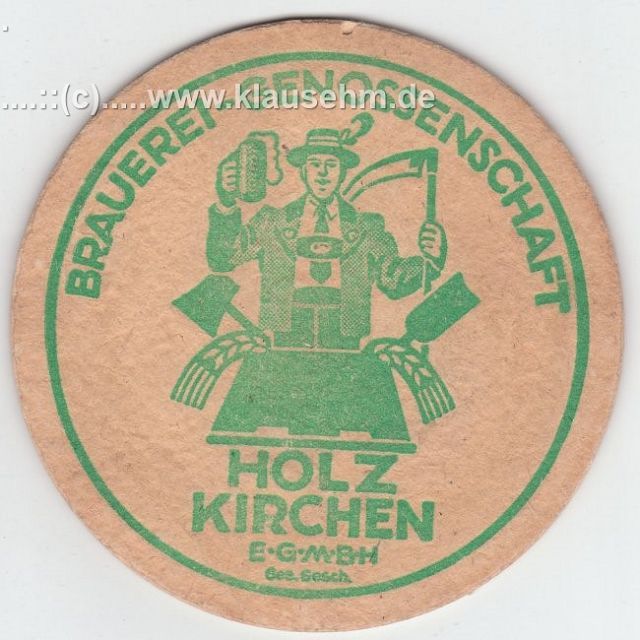 .....::(c).....www.klausehm.de
BRAUEREI-GENOSSENSCHAFT
HOLZ
KIRCHEN
E·G·M·B·H
Ges. Gesch.